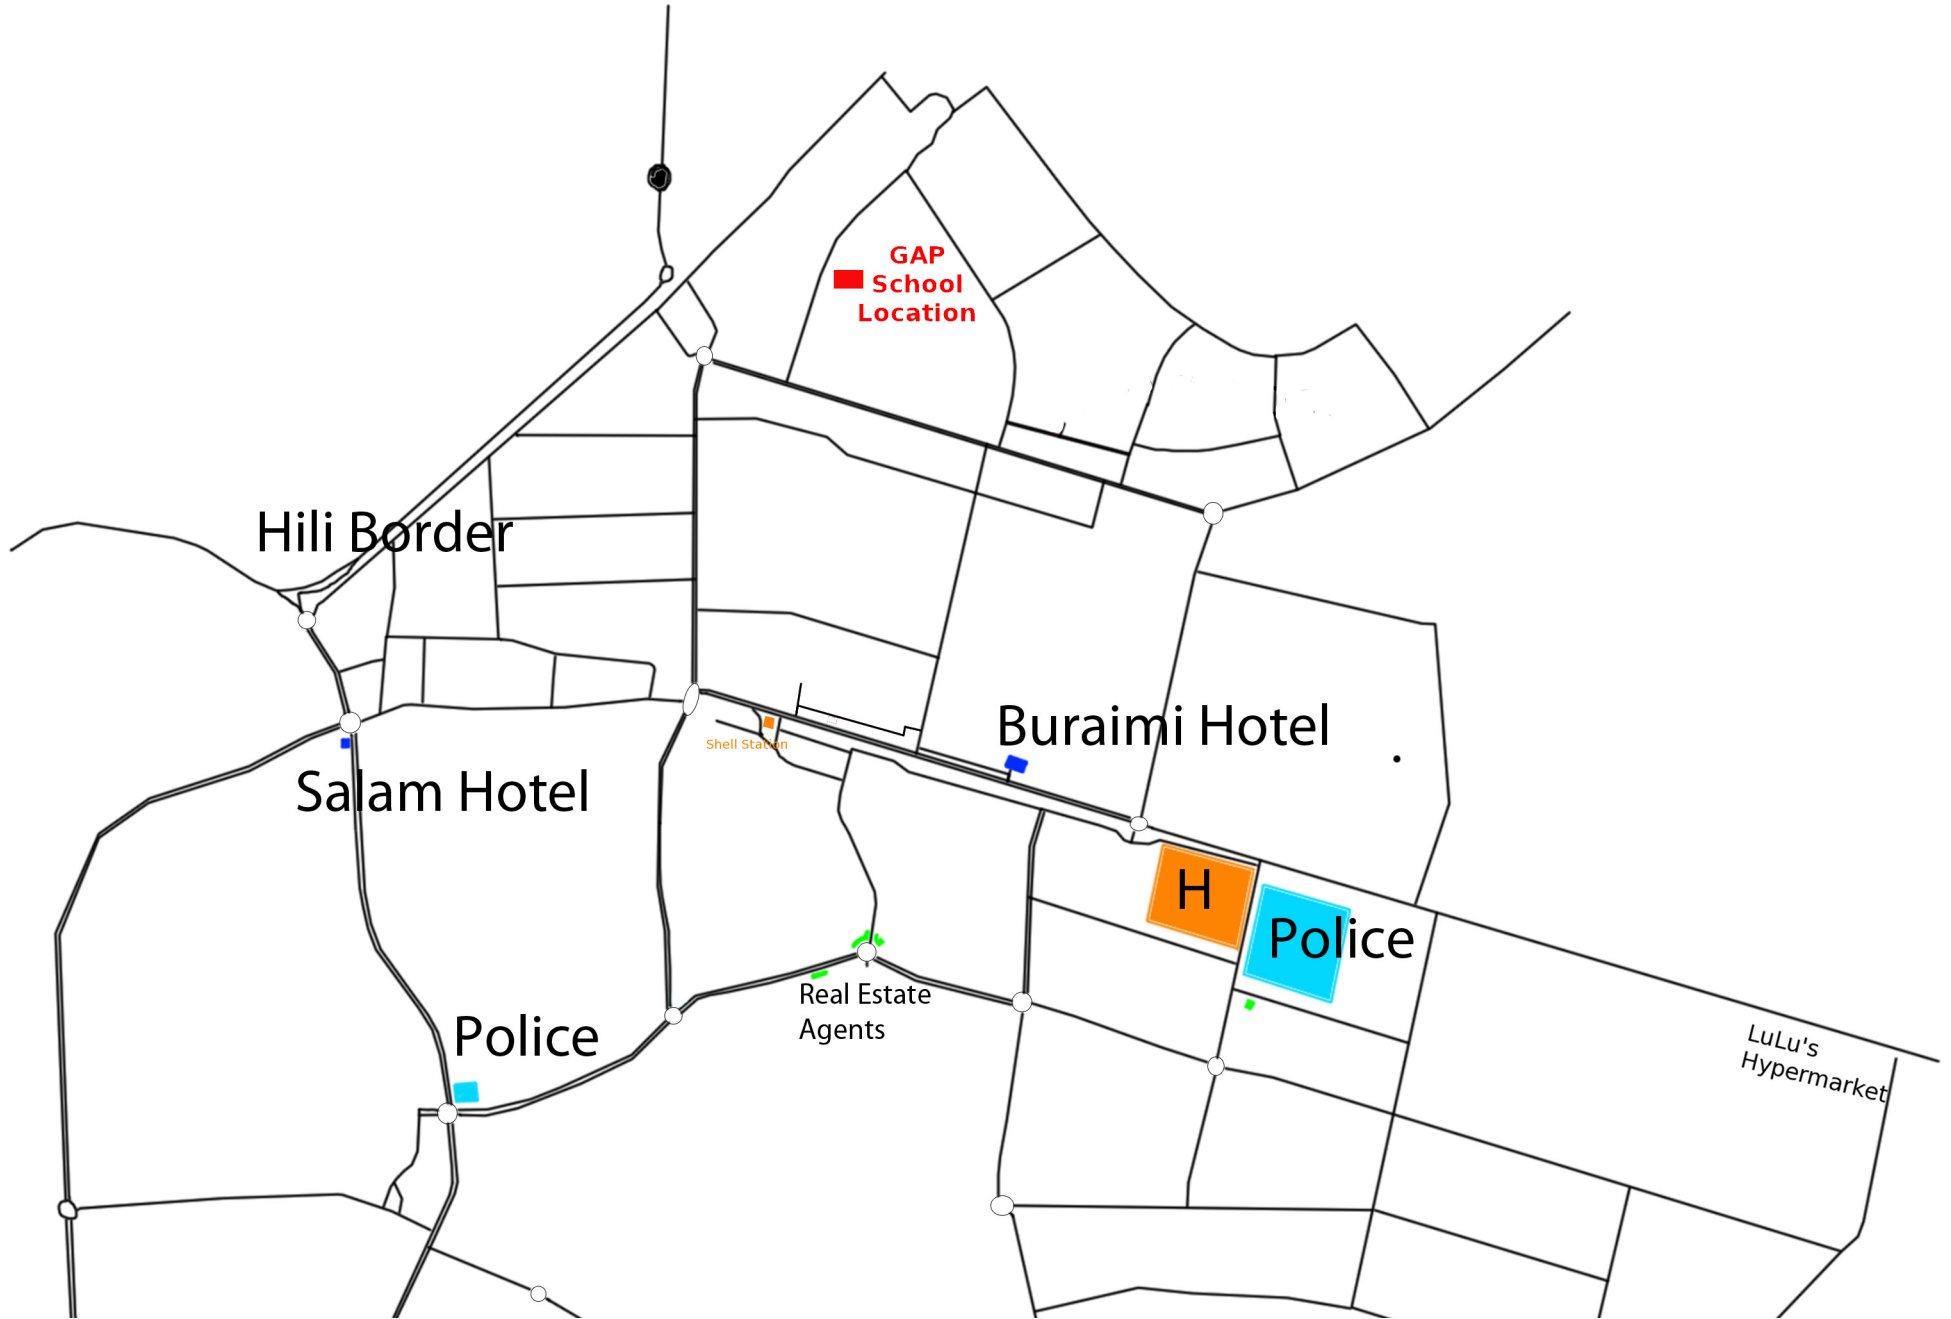 GAP
School
Location
Hili Border
Buraimi Hotel
Shell Station
Salam Hotel
H
Police
Real Estate
Agents
Police
LuLu's
Hypermarket